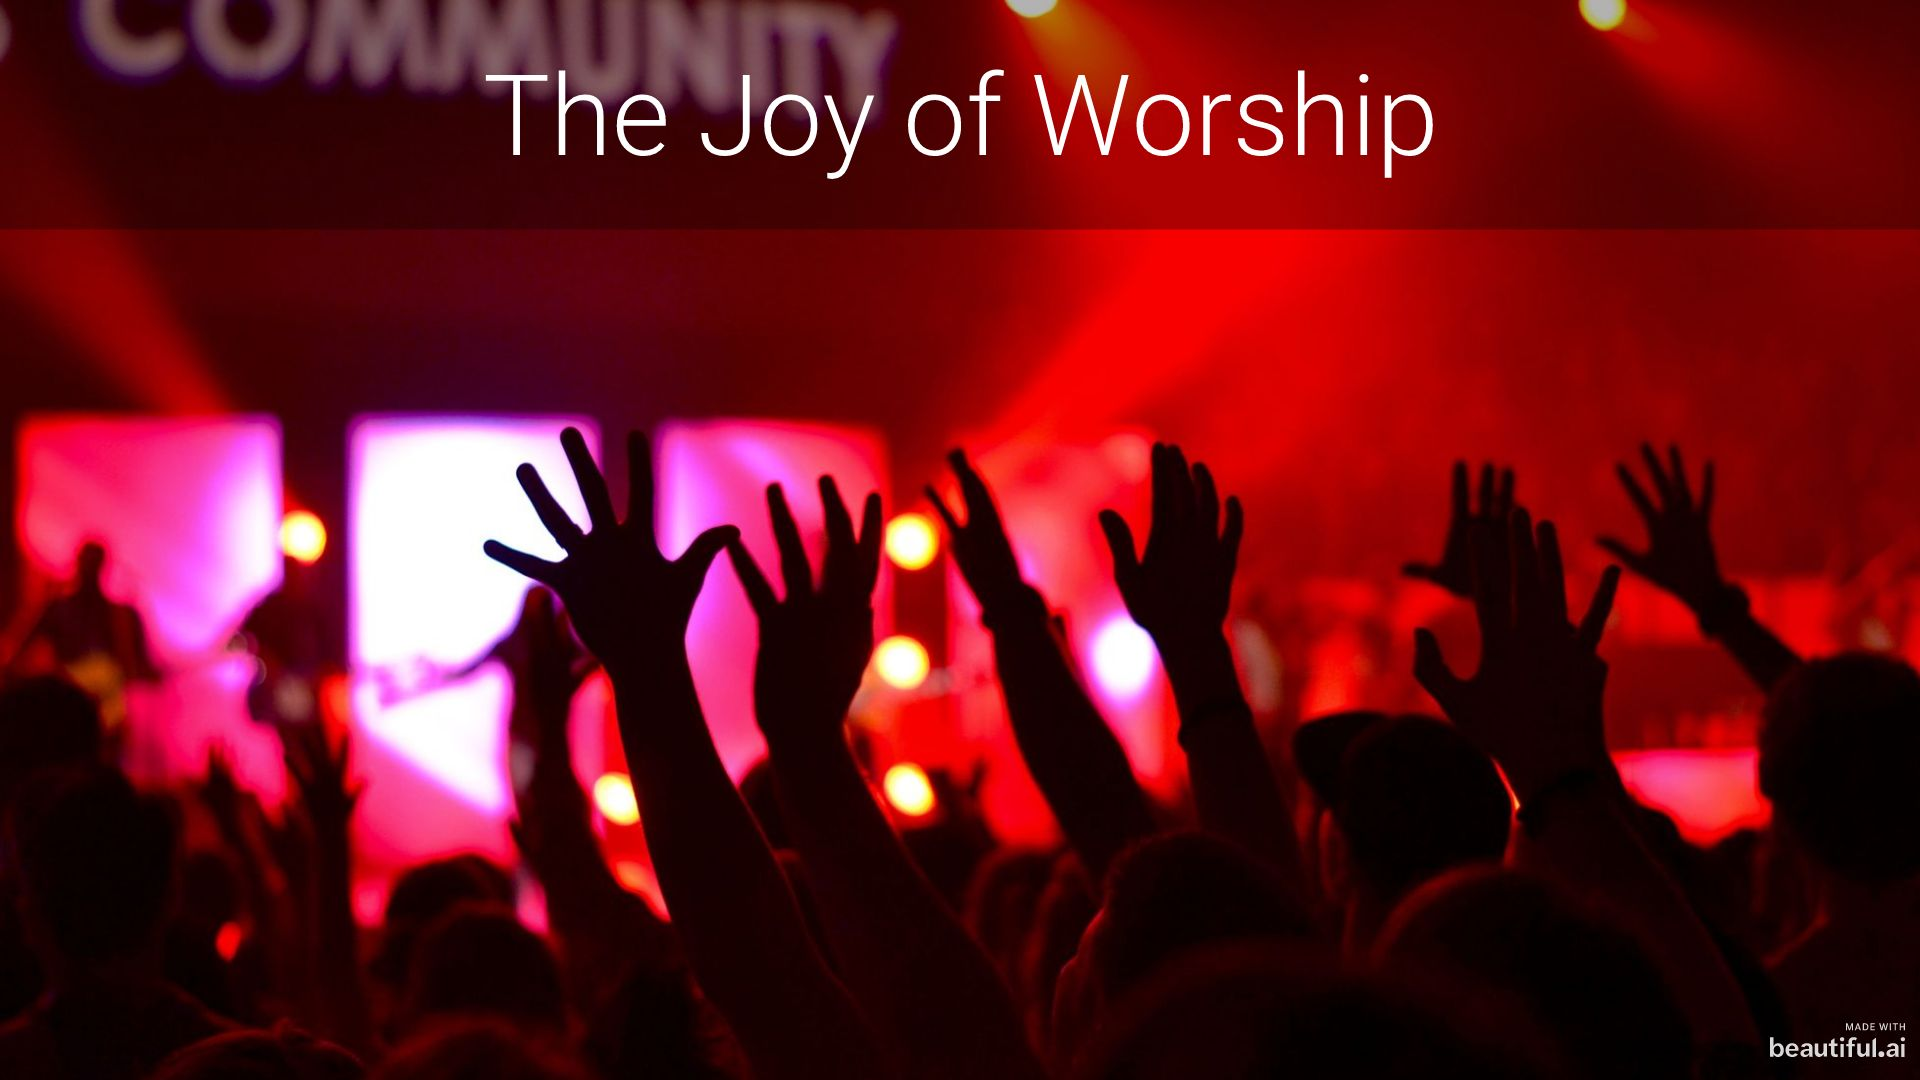 COMMUNITY
The Joy of Worship
MADE WITH
beautiful.ai